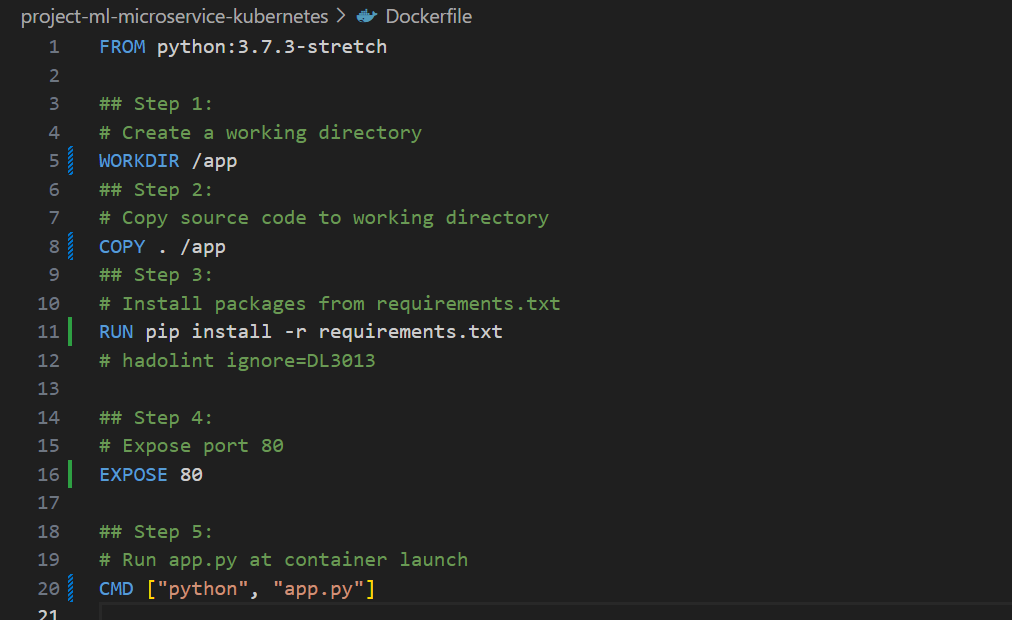 project-ml-microservice-kubernetes > Dockerfile
1 FROM python:3.7.3-stretch
2
3 ## Step 1:
4 # Create a working directory
5 WORKDIR /app
6 ## Step 2:
7 # Copy source code to working directory
8 COPY . /app
9 ## Step 3:
10 # Install packages from requirements.txt
11 RUN pip install -r requirements.txt
12 # hadolint ignore=DL3013
13
14 ## Step 4:
15 # Expose port 80
16 EXPOSE 80
17
18 ## Step 5:
19 # Run app.py at container launch
20 CMD ["python", "app.py"]
21